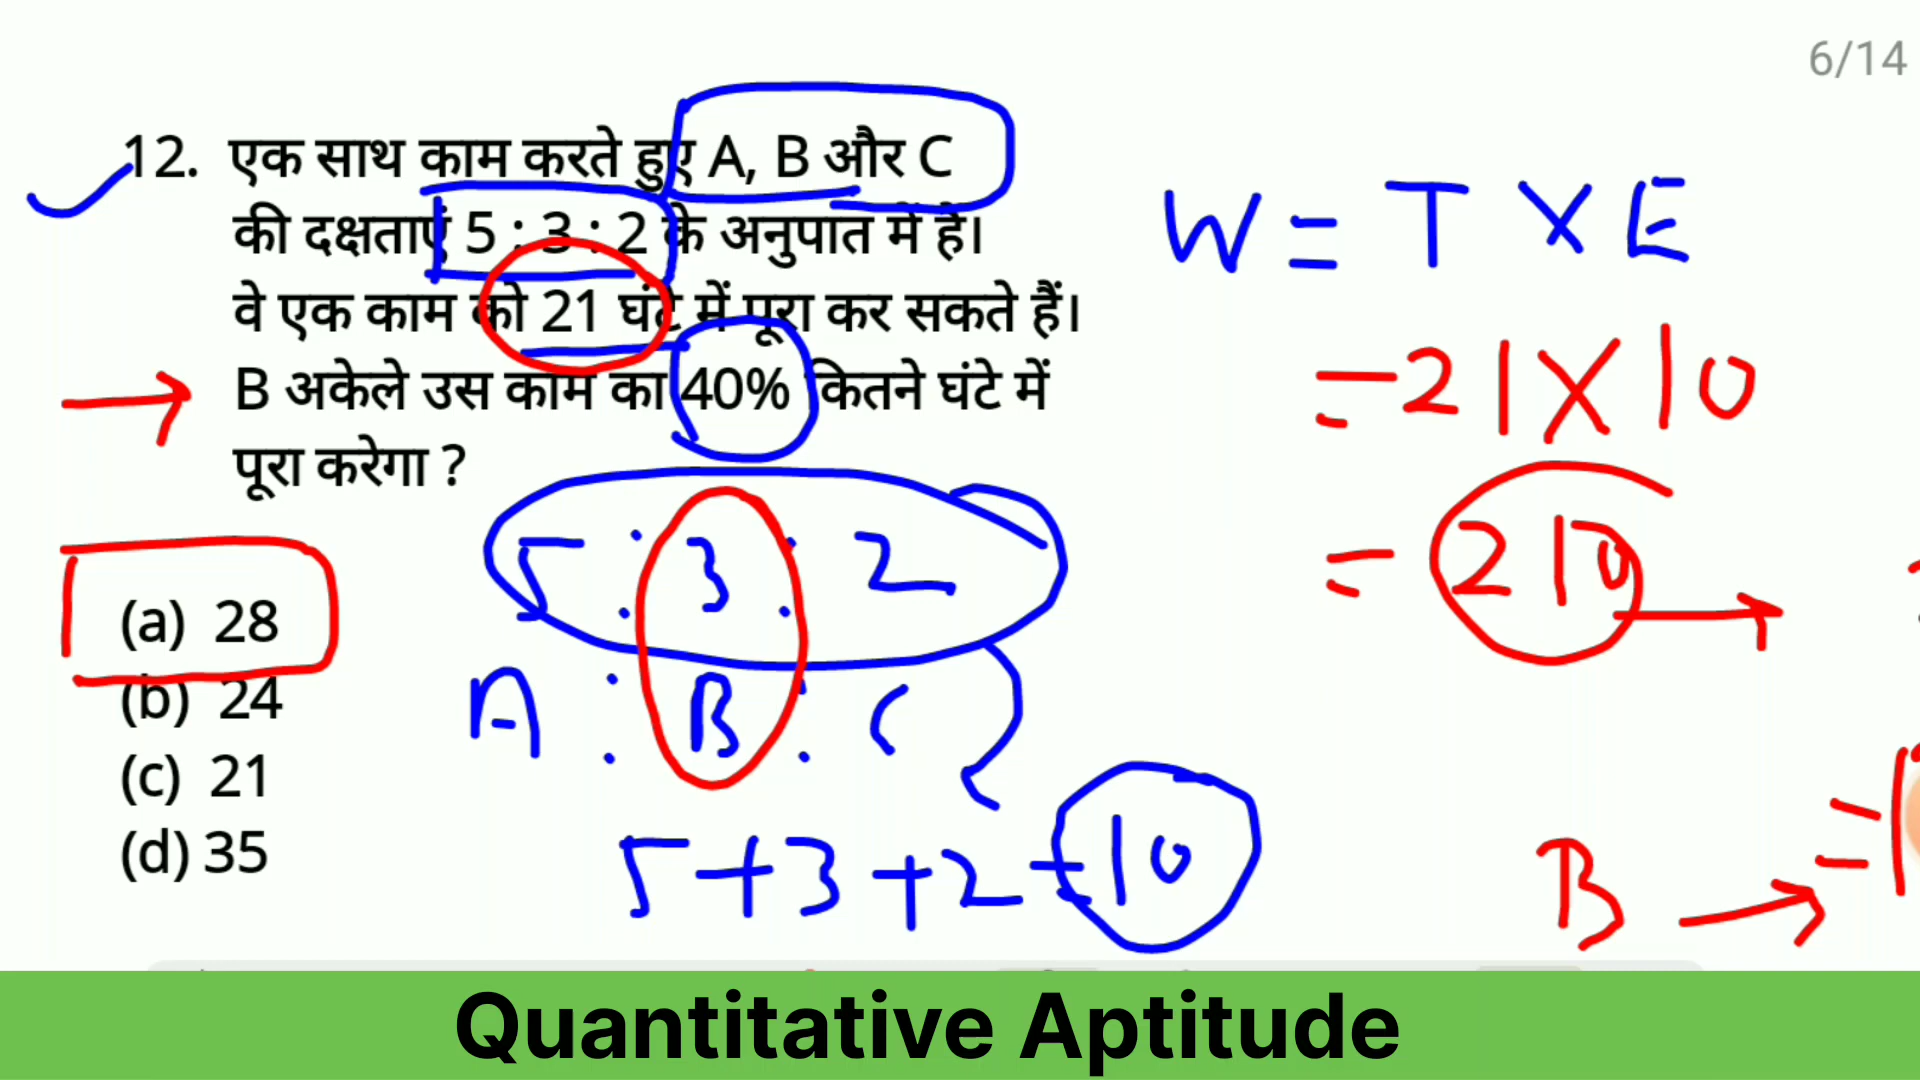 6/14
12. एक साथ काम करते हुए A, B और C
की दक्षताएं 5 : 3 : 2 के अनुपात में हैं।
वे एक काम को 21 घंटे में पूरा कर सकते हैं।
B अकेले उस काम का 40% कितने घंटे में
पूरा करेगा ?
(a) 28
(b) 24
(c) 21
(d) 35
5 : 3 : 2
A : B : C
5+3+2=10
W = T X E
= 21 X 10
= 210
B
Quantitative Aptitude